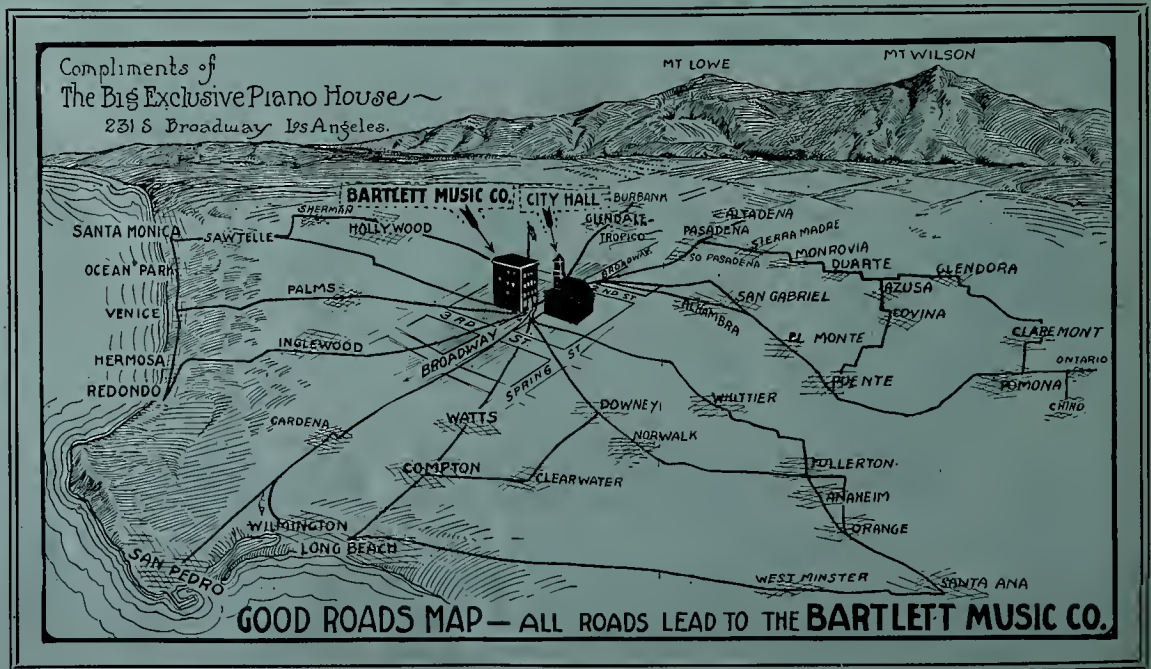 Compliments of
The Big Exclusive Piano House
231 S Broadway Los Angeles.
MT LOWE
MT WILSON
BARTLETT MUSIC CO.
CITY HALL
BURBANK
GLENDALE
TROPICO
SHERMAN
HOLLYWOOD
SANTA MONICA
SAWTELLE
OCEAN PARK
PALMS
VENICE
INGLEWOOD
HERMOSA
REDONDO
ALTADENA
PASADENA
SIERRA MADRE
SO PASADENA
MONROVIA
DUARTE
GLENDORA
AZUSA
COVINA
SAN GABRIEL
ALHAMBRA
EL MONTE
PUENTE
CLAREMONT
ONTARIO
POMONA
CHINO
BROADWAY
2ND ST
3RD ST.
BROADWAY
SPRING ST
GARDENA
WATTS
DOWNEY
WHITTIER
NORWALK
COMPTON
CLEARWATER
FULLERTON
ANAHEIM
ORANGE
WILMINGTON
LONG BEACH
SAN PEDRO
WEST MINSTER
SANTA ANA
GOOD ROADS MAP — ALL ROADS LEAD TO THE BARTLETT MUSIC CO.